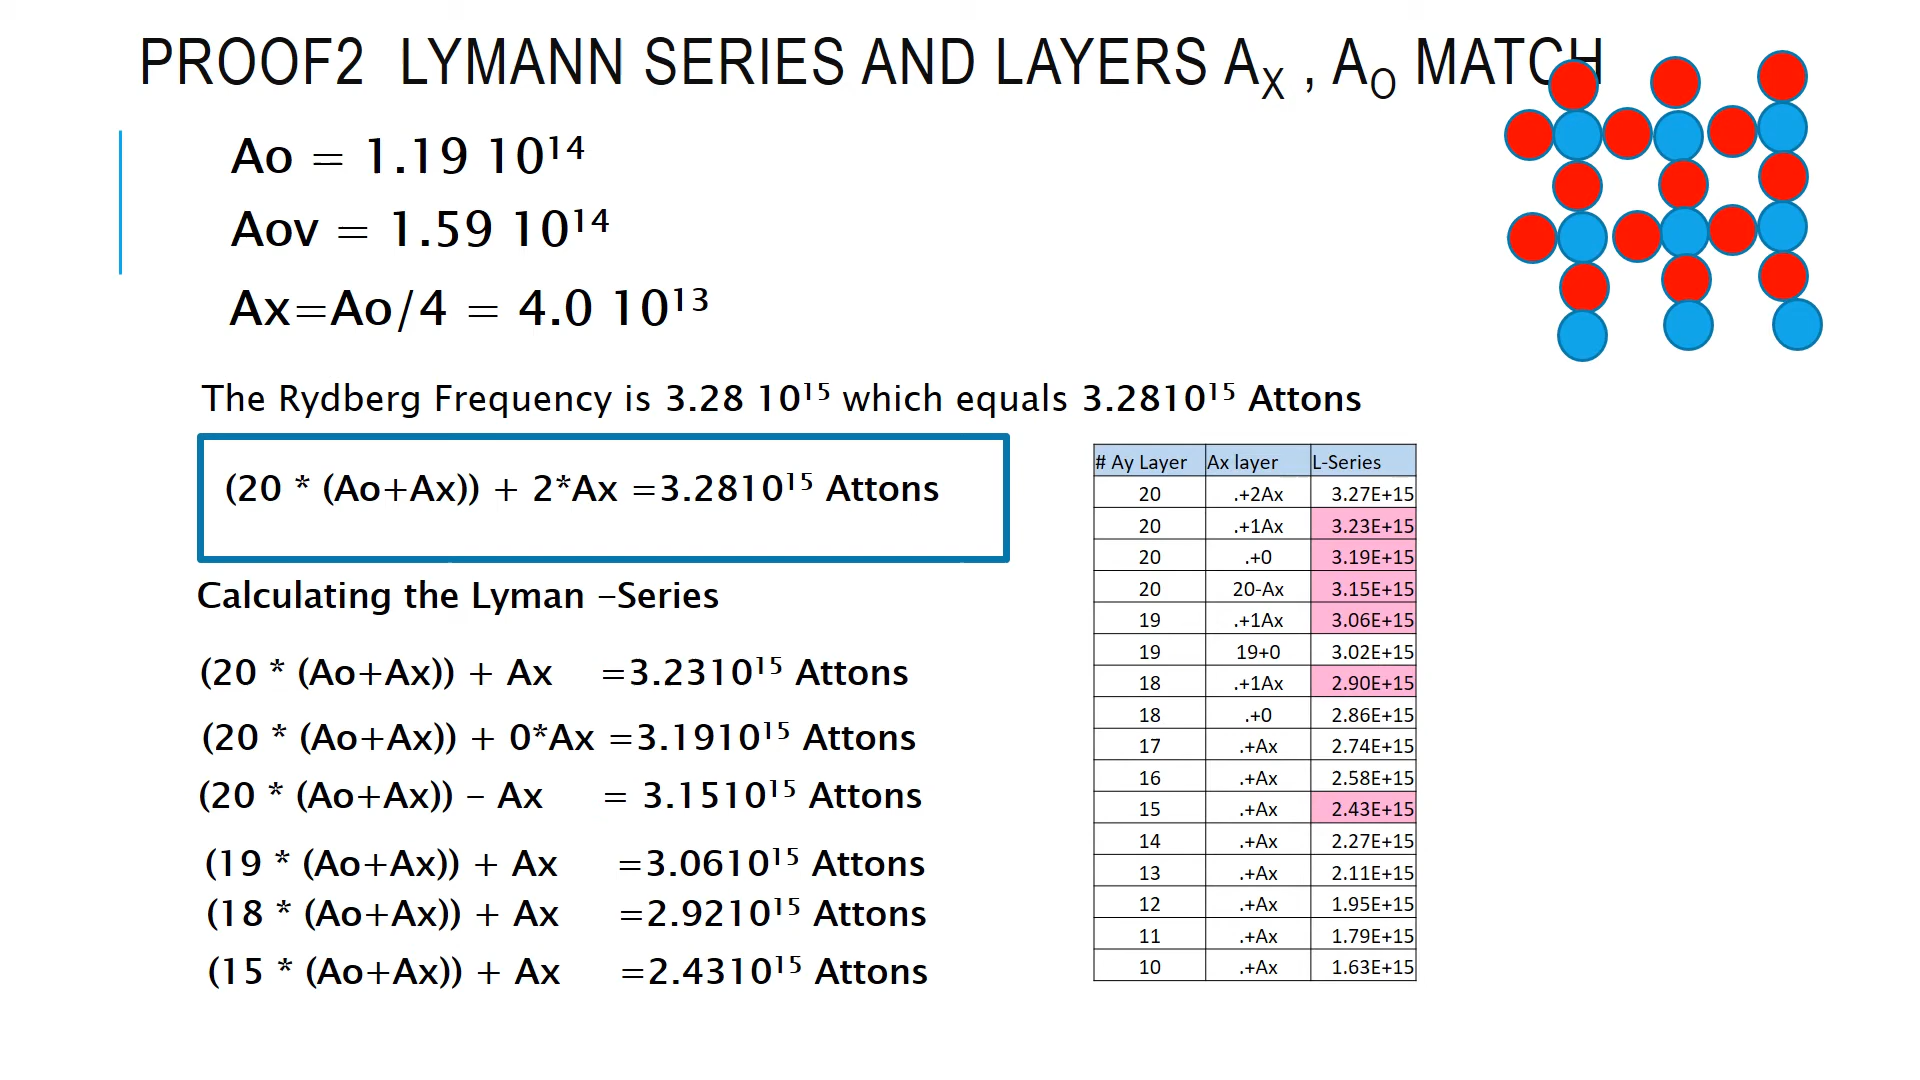 PROOF2 LYMANN SERIES AND LAYERS AX , AO MATCH
Ao = 1.19 10¹⁴
Aov = 1.59 10¹⁴
Ax=Ao/4 = 4.0 10¹³
The Rydberg Frequency is 3.28 10¹⁵ which equals 3.2810¹⁵ Attons
(20 * (Ao+Ax)) + 2*Ax =3.2810¹⁵ Attons
Calculating the Lyman –Series
(20 * (Ao+Ax)) + Ax =3.2310¹⁵ Attons
(20 * (Ao+Ax)) + 0*Ax =3.1910¹⁵ Attons
(20 * (Ao+Ax)) – Ax = 3.1510¹⁵ Attons
(19 * (Ao+Ax)) + Ax =3.0610¹⁵ Attons
(18 * (Ao+Ax)) + Ax =2.9210¹⁵ Attons
(15 * (Ao+Ax)) + Ax =2.4310¹⁵ Attons
# Ay Layer Ax layer L-Series
20 .+2Ax 3.27E+15
20 .+1Ax 3.23E+15
20 .+0 3.19E+15
20 20-Ax 3.15E+15
19 .+1Ax 3.06E+15
19 19+0 3.02E+15
18 .+1Ax 2.90E+15
18 .+0 2.86E+15
17 .+Ax 2.74E+15
16 .+Ax 2.58E+15
15 .+Ax 2.43E+15
14 .+Ax 2.27E+15
13 .+Ax 2.11E+15
12 .+Ax 1.95E+15
11 .+Ax 1.79E+15
10 .+Ax 1.63E+15